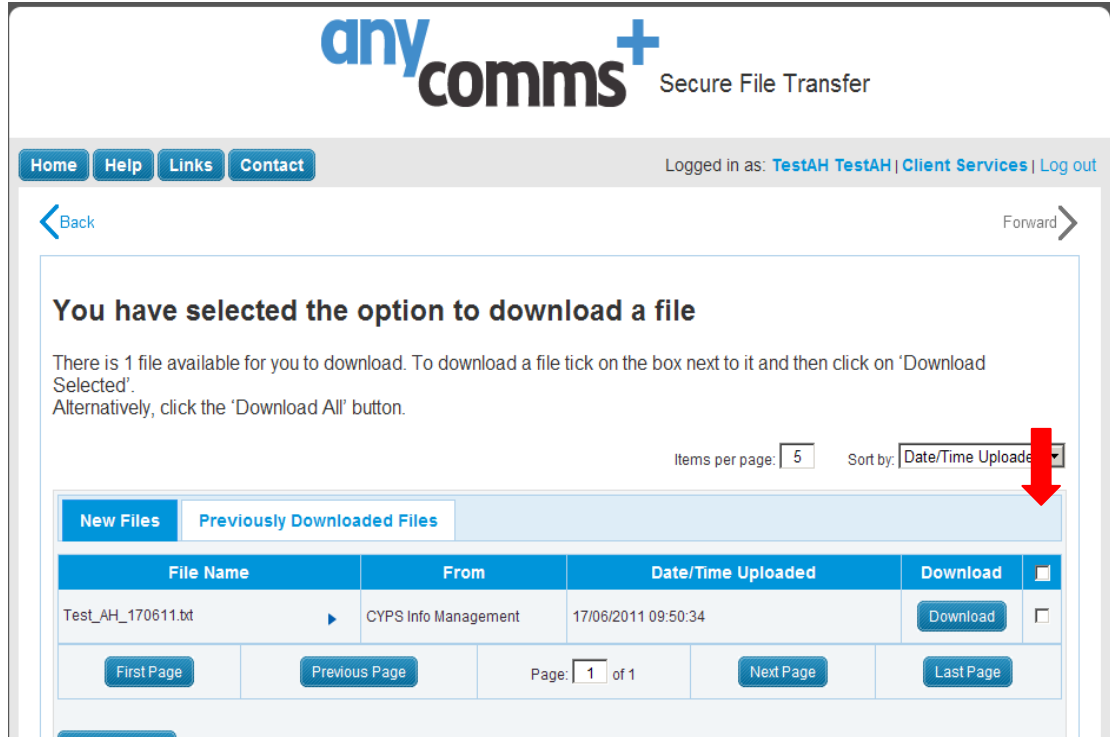 any
comms+ Secure File Transfer
Home Help Links Contact Logged in as: TestAH TestAH | Client Services | Log out
Back Forward
You have selected the option to download a file
There is 1 file available for you to download. To download a file tick on the box next to it and then click on ‘Download
Selected’.
Alternatively, click the ‘Download All’ button.
Items per page: 5 Sort by: Date/Time Uploade
New Files Previously Downloaded Files
File Name From Date/Time Uploaded Download
Test_AH_170611.txt CYPS Info Management 17/06/2011 09:50:34 Download
First Page Previous Page Page: 1 of 1 Next Page Last Page